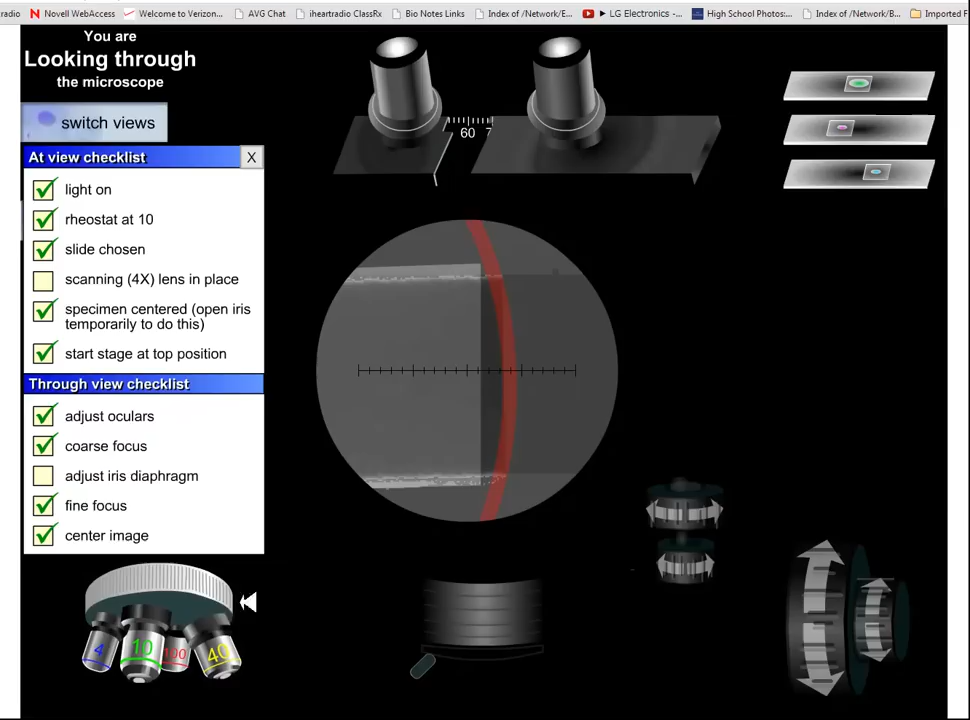 radio Novell WebAccess Welcome to Verizon... AVG Chat iheartradio ClassRx Bio Notes Links Index of /Network/E... ► LG Electronics -... High School Photos:... Index of /Network/B... Imported F
You are
Looking through
the microscope
switch views
60 7
At view checklist X
light on
rheostat at 10
slide chosen
scanning (4X) lens in place
specimen centered (open iris
temporarily to do this)
start stage at top position
Through view checklist
adjust oculars
coarse focus
adjust iris diaphragm
fine focus
center image
4 10 100 40